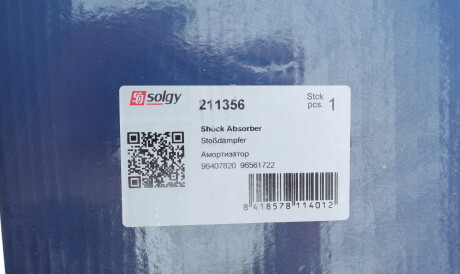 solgy
211356
Stck
pcs. 1
Shock Absorber
Stoßdämpfer
Амортизатор
96407820 96561722
8 418578 114012